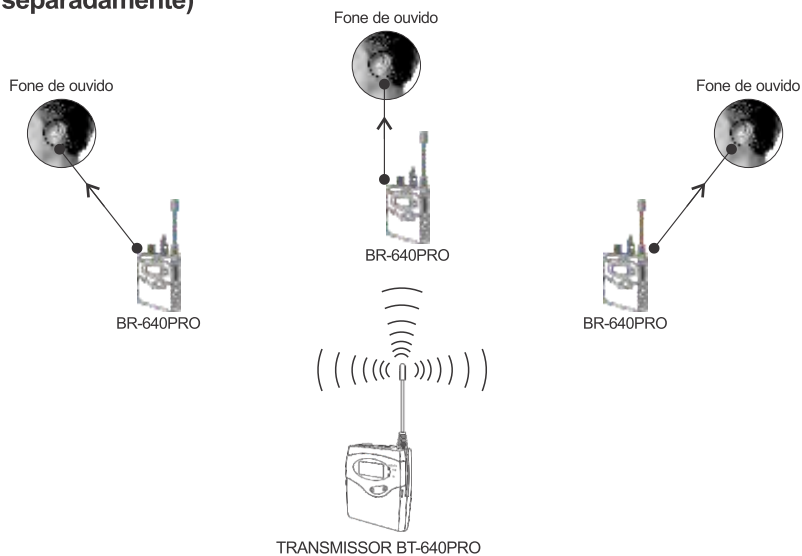 separadamente)
Fone de ouvido
Fone de ouvido
Fone de ouvido
BR-640PRO
BR-640PRO
BR-640PRO
TRANSMISSOR BT-640PRO